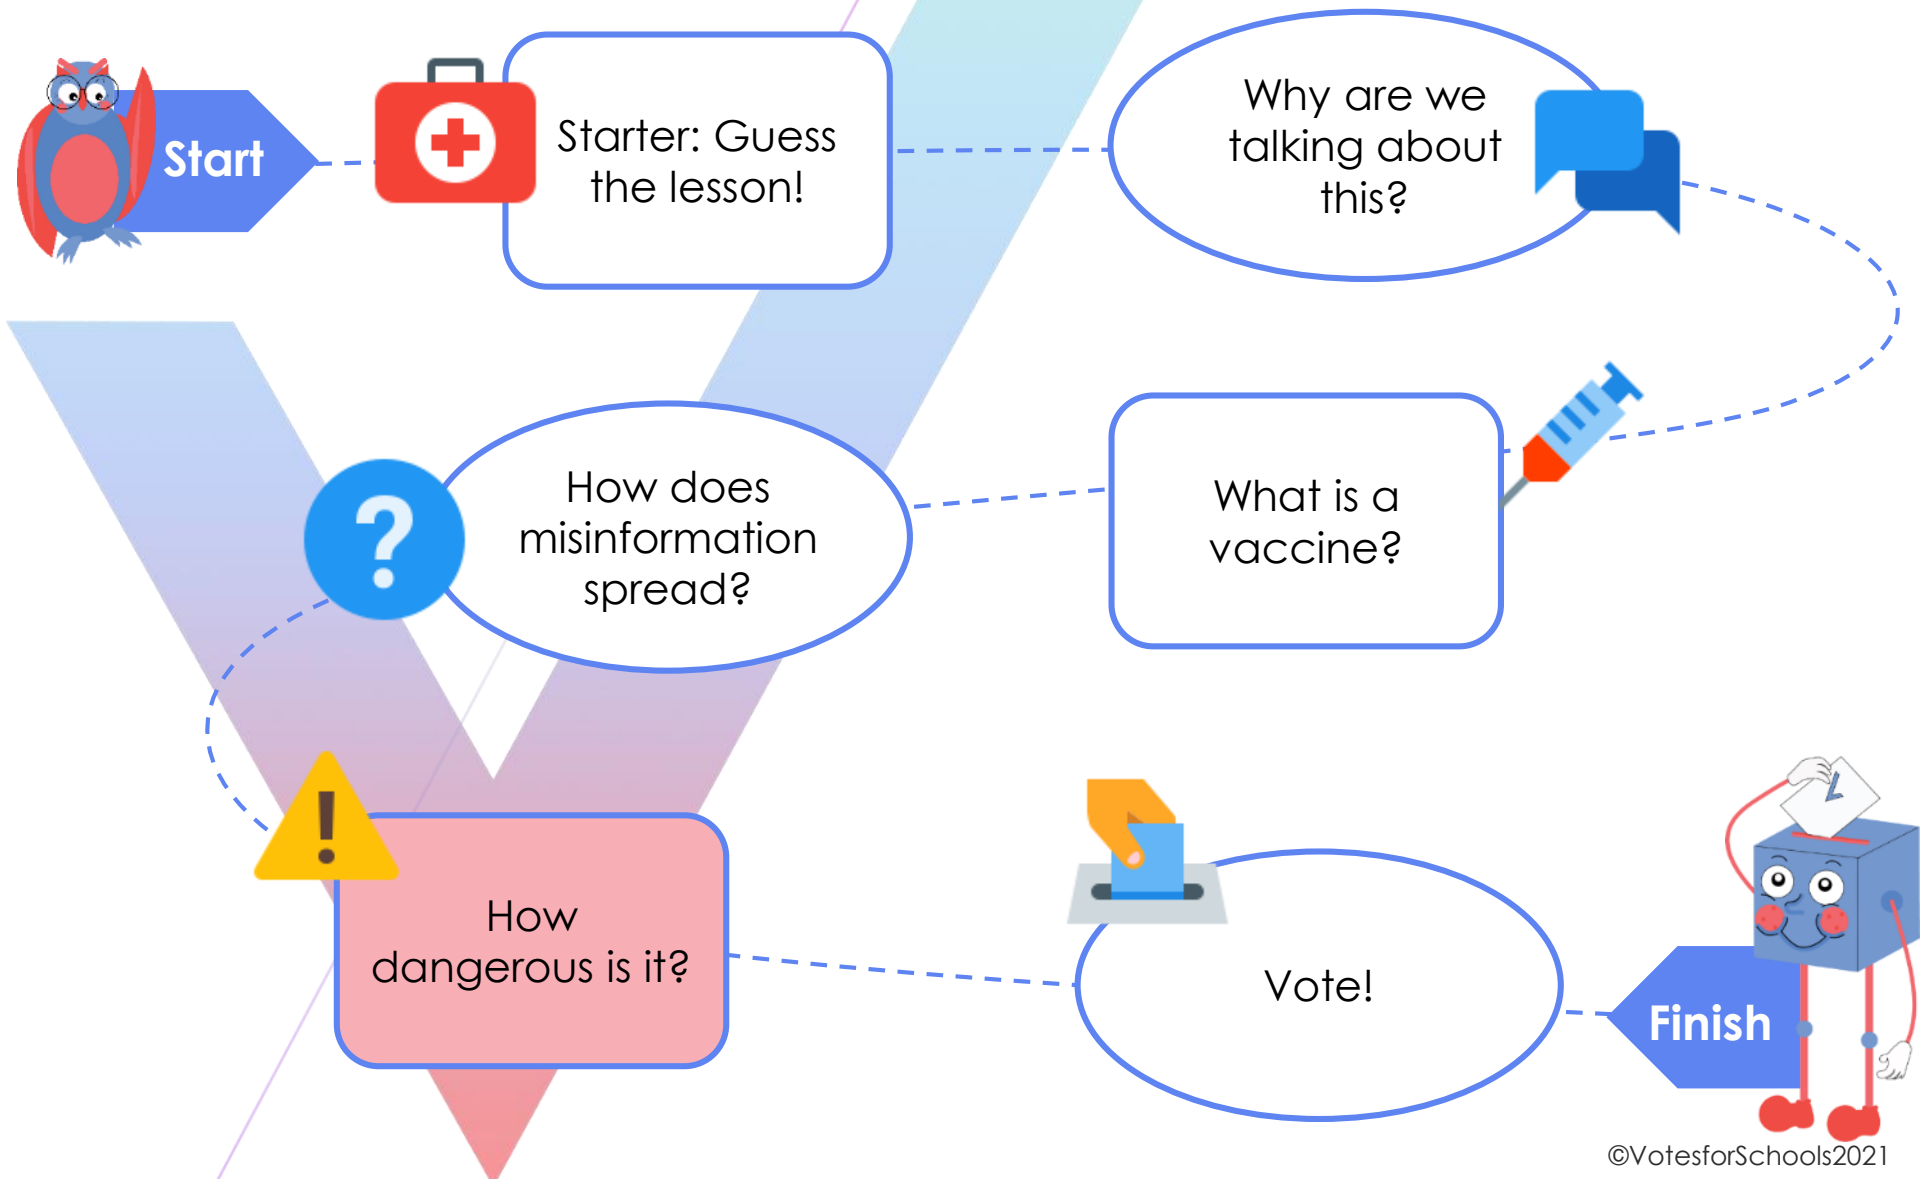 Start
Starter: Guess
the lesson!
Why are we
talking about
this?
What is a
vaccine?
How does
misinformation
spread?
How
dangerous is it?
Vote!
Finish
©VotesforSchools2021